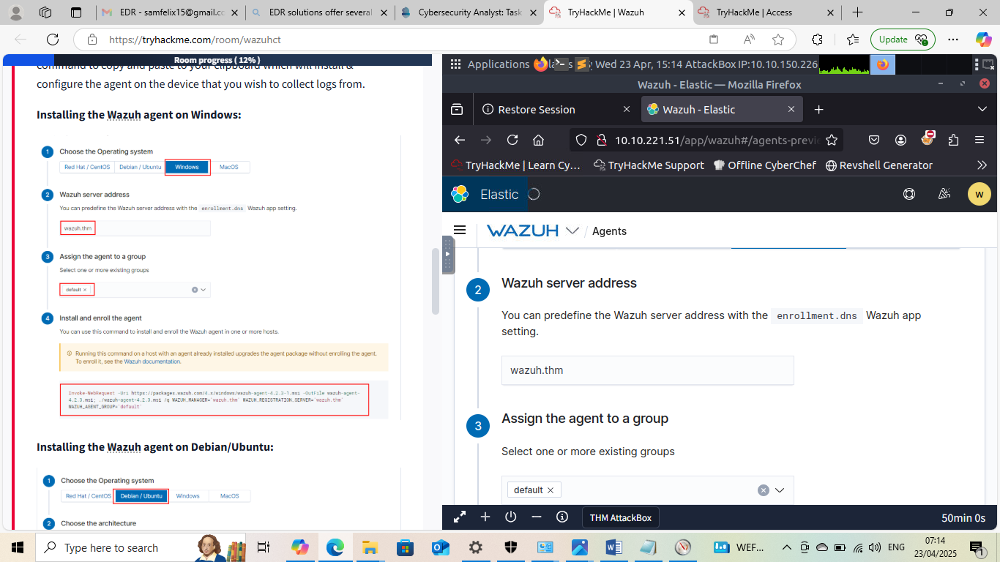 EDR - samfelix15@gmail.cc
EDR solutions offer several
Cybersecurity Analyst: Task
TryHackMe | Wazuh
TryHackMe | Access
https://tryhackme.com/room/wazuhct
Update
Room progress ( 12% )
command to copy and paste to your clipboard which will install &
configure the agent on the device that you wish to collect logs from.
Installing the Wazuh agent on Windows:
1 Choose the Operating system
Red Hat / CentOS Debian / Ubuntu Windows MacOS
2 Wazuh server address
You can predefine the Wazuh server address with the enrollment.dns Wazuh app setting.
wazuh.thm
3 Assign the agent to a group
Select one or more existing groups
default ×
4 Install and enroll the agent
You can use this command to install and enroll the Wazuh agent in one or more hosts.
Running this command on a host with an agent already installed upgrades the agent package without enrolling the agent.
To enroll it, see the Wazuh documentation.
Invoke-WebRequest -Uri https://packages.wazuh.com/4.x/windows/wazuh-agent-4.2.3-1.msi -OutFile wazuh-agent-
4.2.3.msi; ./wazuh-agent-4.2.3.msi /q WAZUH_MANAGER='wazuh.thm' WAZUH_REGISTRATION_SERVER='wazuh.thm'
WAZUH_AGENT_GROUP='default'
Installing the Wazuh agent on Debian/Ubuntu:
1 Choose the Operating system
Red Hat / CentOS Debian / Ubuntu Windows MacOS
2 Choose the architecture
Applications Wed 23 Apr, 15:14 AttackBox IP:10.10.150.226
Wazuh - Elastic — Mozilla Firefox
Restore Session
Wazuh - Elastic
10.10.221.51/app/wazuh#/agents-previe
TryHackMe | Learn Cy...
TryHackMe Support
Offline CyberChef
Revshell Generator
Elastic
w
WAZUH / Agents
2 Wazuh server address
You can predefine the Wazuh server address with the enrollment.dns Wazuh app
setting.
wazuh.thm
3 Assign the agent to a group
Select one or more existing groups
default ×
THM AttackBox
50min 0s
Type here to search
WEF...
ENG
07:14
23/04/2025
1